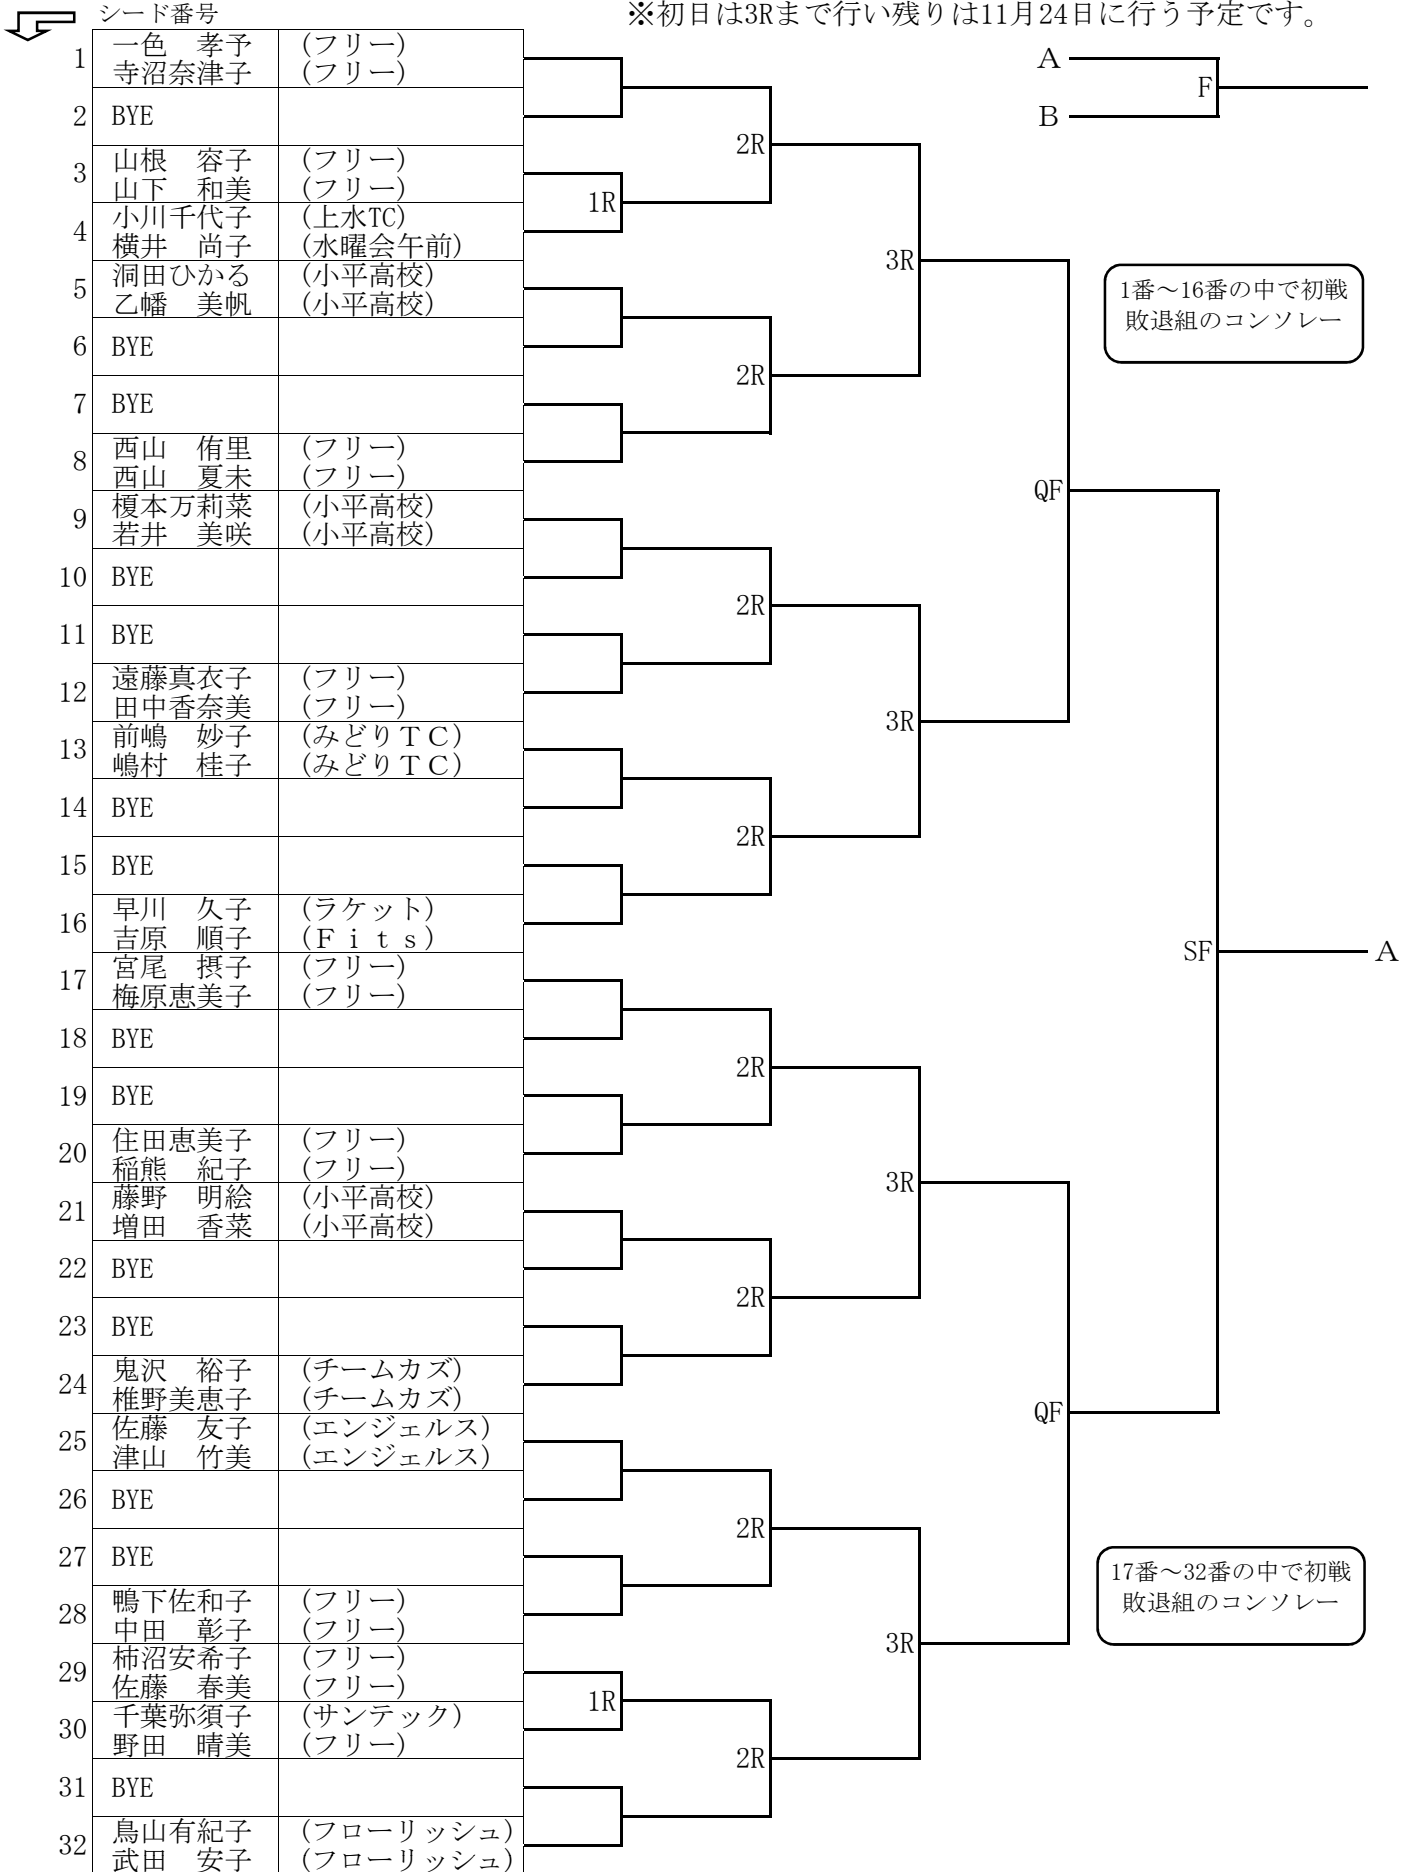 シード番号
※初日は3Rまで行い残りは11月24日に行う予定です。
1 一色　孝予 (フリー)
寺沼奈津子 (フリー)
2 BYE
3 山根　容子 (フリー)
山下　和美 (フリー)
4 小川千代子 (上水TC)
横井　尚子 (水曜会午前)
5 洞田ひかる (小平高校)
乙幡　美帆 (小平高校)
6 BYE
7 BYE
8 西山　侑里 (フリー)
西山　夏未 (フリー)
9 榎本万莉菜 (小平高校)
若井　美咲 (小平高校)
10 BYE
11 BYE
12 遠藤真衣子 (フリー)
田中香奈美 (フリー)
13 前嶋　妙子 (みどりＴＣ)
嶋村　桂子 (みどりＴＣ)
14 BYE
15 BYE
16 早川　久子 (ラケット)
吉原　順子 (Ｆｉｔｓ)
17 宮尾　摂子 (フリー)
梅原恵美子 (フリー)
18 BYE
19 BYE
20 住田恵美子 (フリー)
稲熊　紀子 (フリー)
21 藤野　明絵 (小平高校)
増田　香菜 (小平高校)
22 BYE
23 BYE
24 鬼沢　裕子 (チームカズ)
椎野美恵子 (チームカズ)
25 佐藤　友子 (エンジェルス)
津山　竹美 (エンジェルス)
26 BYE
27 BYE
28 鴨下佐和子 (フリー)
中田　彰子 (フリー)
29 柿沼安希子 (フリー)
佐藤　春美 (フリー)
30 千葉弥須子 (サンテック)
野田　晴美 (フリー)
31 BYE
32 鳥山有紀子 (フローリッシュ)
武田　安子 (フローリッシュ)
1R
1R
2R
2R
2R
2R
2R
2R
2R
2R
3R
3R
3R
3R
QF
QF
SF
A
A
F
B
1番～16番の中で初戦
敗退組のコンソレー
17番～32番の中で初戦
敗退組のコンソレー